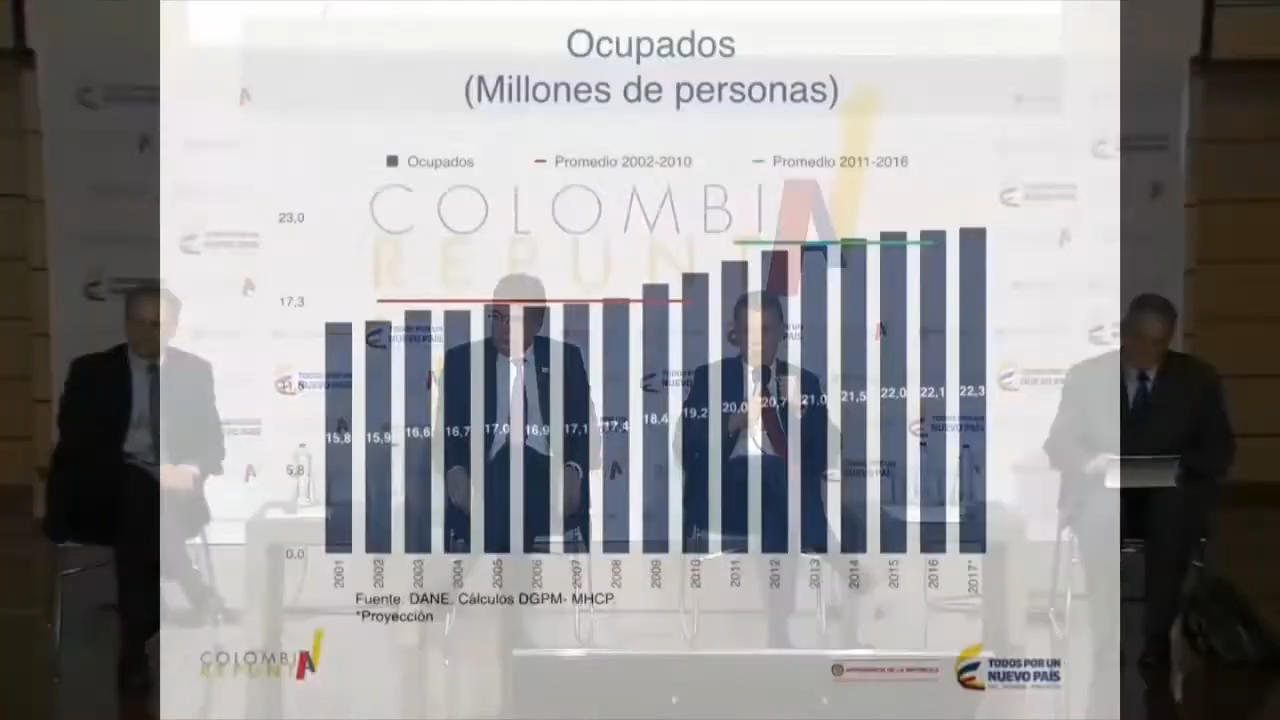 Ocupados
(Millones de personas)
Ocupados Promedio 2002-2010 Promedio 2011-2016
COLOMBIA
REPUNTA
23,0
17,3
5,8
0,0
15,8 15,9 16,6 16,7 17,0 16,9 17,1 17,4 18,4 19,2 20,0 20,7 21,0 21,5 22,0 22,1 22,3
2001 2002 2003 2004 2005 2006 2007 2008 2009 2010 2011 2012 2013 2014 2015 2016 2017*
Fuente. DANE. Cálculos DGPM- MHCP.
*Proyección
COLOMBIA
REPUNTA
TODOS POR UN
NUEVO PAÍS